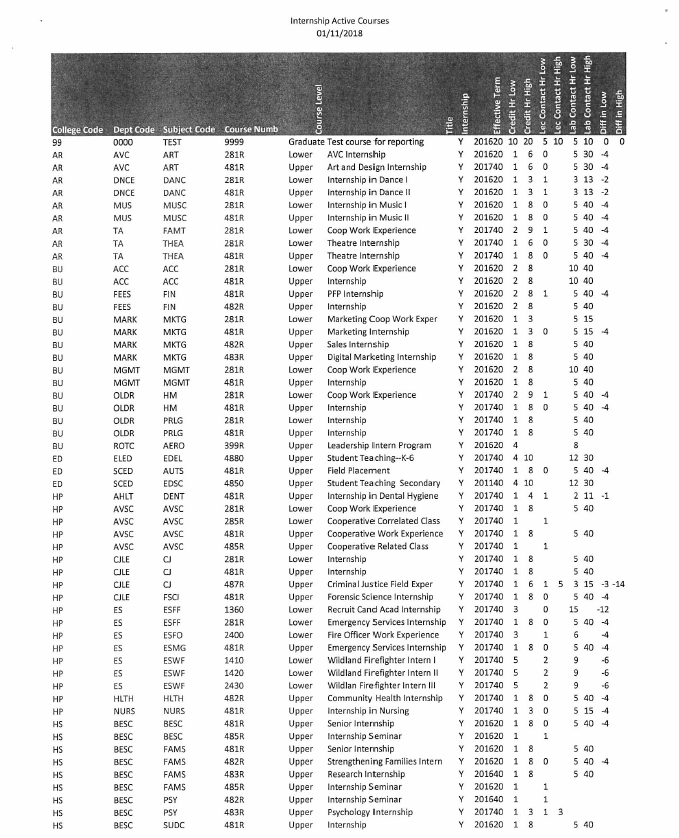 Internship Active Courses
01/11/2018
College Code Dept Code Subject Code Course Numb Course Level Title Internship Effective Term Credit Hr Low Credit Hr High Lec Contact Hr Low Lec Contact Hr High Lab Contact Hr Low Lab Contact Hr High Diff in Low Diff in High
99 0000 TEST 9999 Graduate Test course for reporting Y 201620 10 20 5 10 5 10 0 0
AR AVC ART 281R Lower AVC Internship Y 201620 1 6 0 5 30 -4
AR AVC ART 481R Upper Art and Design Internship Y 201740 1 6 0 5 30 -4
AR DNCE DANC 281R Lower Internship in Dance I Y 201620 1 3 1 3 13 -2
AR DNCE DANC 481R Upper Internship in Dance II Y 201620 1 3 1 3 13 -2
AR MUS MUSC 281R Lower Internship in Music I Y 201620 1 8 0 5 40 -4
AR MUS MUSC 481R Upper Internship in Music II Y 201620 1 8 0 5 40 -4
AR TA FAMT 281R Lower Coop Work Experience Y 201740 2 9 1 5 40 -4
AR TA THEA 281R Lower Theatre Internship Y 201740 1 6 0 5 30 -4
AR TA THEA 481R Upper Theatre Internship Y 201740 1 8 0 5 40 -4
BU ACC ACC 281R Lower Coop Work Experience Y 201620 2 8 10 40
BU ACC ACC 481R Upper Internship Y 201620 2 8 10 40
BU FEES FIN 481R Upper PFP Internship Y 201620 2 8 1 5 40 -4
BU FEES FIN 482R Upper Internship Y 201620 2 8 5 40
BU MARK MKTG 281R Lower Marketing Coop Work Exper Y 201620 1 3 5 15
BU MARK MKTG 481R Upper Marketing Internship Y 201620 1 3 0 5 15 -4
BU MARK MKTG 482R Upper Sales Internship Y 201620 1 8 5 40
BU MARK MKTG 483R Upper Digital Marketing Internship Y 201620 1 8 5 40
BU MGMT MGMT 281R Lower Coop Work Experience Y 201620 2 8 10 40
BU MGMT MGMT 481R Upper Internship Y 201620 1 8 5 40
BU OLDR HM 281R Lower Coop Work Experience Y 201740 2 9 1 5 40 -4
BU OLDR HM 481R Upper Internship Y 201740 1 8 0 5 40 -4
BU OLDR PRLG 281R Lower Internship Y 201740 1 8 5 40
BU OLDR PRLG 481R Upper Internship Y 201740 1 8 5 40
BU ROTC AERO 399R Upper Leadership Intern Program Y 201620 4 8
ED ELED EDEL 4880 Upper Student Teaching--K-6 Y 201740 4 10 12 30
ED SCED AUTS 481R Upper Field Placement Y 201740 1 8 0 5 40 -4
ED SCED EDSC 4850 Upper Student Teaching Secondary Y 201140 4 10 12 30
HP AHLT DENT 481R Upper Internship in Dental Hygiene Y 201740 1 4 1 2 11 -1
HP AVSC AVSC 281R Lower Coop Work Experience Y 201740 1 8 5 40
HP AVSC AVSC 285R Lower Cooperative Correlated Class Y 201740 1 1
HP AVSC AVSC 481R Upper Cooperative Work Experience Y 201740 1 8 5 40
HP AVSC AVSC 485R Upper Cooperative Related Class Y 201740 1 1
HP CJLE CJ 281R Lower Internship Y 201740 1 8 5 40
HP CJLE CJ 481R Upper Internship Y 201740 1 8 5 40
HP CJLE CJ 487R Upper Criminal Justice Field Exper Y 201740 1 6 1 5 3 15 -3 -14
HP CJLE FSCI 481R Upper Forensic Science Internship Y 201740 1 8 0 5 40 -4
HP ES ESFF 1360 Lower Recruit Cand Acad Internship Y 201740 3 0 15 -12
HP ES ESFF 281R Lower Emergency Services Internship Y 201740 1 8 0 5 40 -4
HP ES ESFO 2400 Lower Fire Officer Work Experience Y 201740 3 1 6 -4
HP ES ESMG 481R Upper Emergency Services Internship Y 201740 1 8 0 5 40 -4
HP ES ESWF 1410 Lower Wildland Firefighter Intern I Y 201740 5 2 9 -6
HP ES ESWF 1420 Lower Wildland Firefighter Intern II Y 201740 5 2 9 -6
HP ES ESWF 2430 Lower Wildlan Firefighter Intern III Y 201740 5 2 9 -6
HP HLTH HLTH 482R Upper Community Health Internship Y 201740 1 8 0 5 40 -4
HP NURS NURS 481R Upper Internship in Nursing Y 201740 1 3 0 5 15 -4
HS BESC BESC 481R Upper Senior Internship Y 201620 1 8 0 5 40 -4
HS BESC BESC 485R Upper Internship Seminar Y 201620 1 1
HS BESC FAMS 481R Upper Senior Internship Y 201620 1 8 5 40
HS BESC FAMS 482R Upper Strengthening Families Intern Y 201620 1 8 0 5 40 -4
HS BESC FAMS 483R Upper Research Internship Y 201640 1 8 5 40
HS BESC FAMS 485R Upper Internship Seminar Y 201620 1 1
HS BESC PSY 482R Upper Internship Seminar Y 201640 1 1
HS BESC PSY 483R Upper Psychology Internship Y 201740 1 3 1 3
HS BESC SUDC 481R Upper Internship Y 201620 1 8 5 40